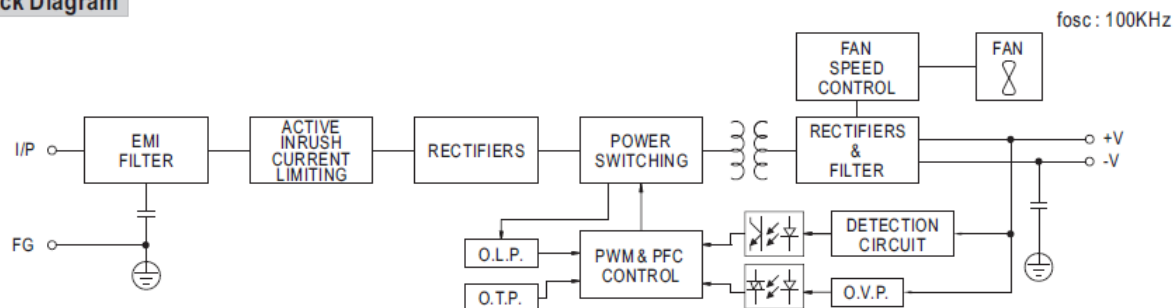 ck Diagram
fosc : 100KHz
FAN
SPEED
CONTROL
FAN
I/P
EMI
FILTER
ACTIVE
INRUSH
CURRENT
LIMITING
RECTIFIERS
POWER
SWITCHING
RECTIFIERS
&
FILTER
+V
-V
FG
O.L.P.
O.T.P.
PWM & PFC
CONTROL
DETECTION
CIRCUIT
O.V.P.